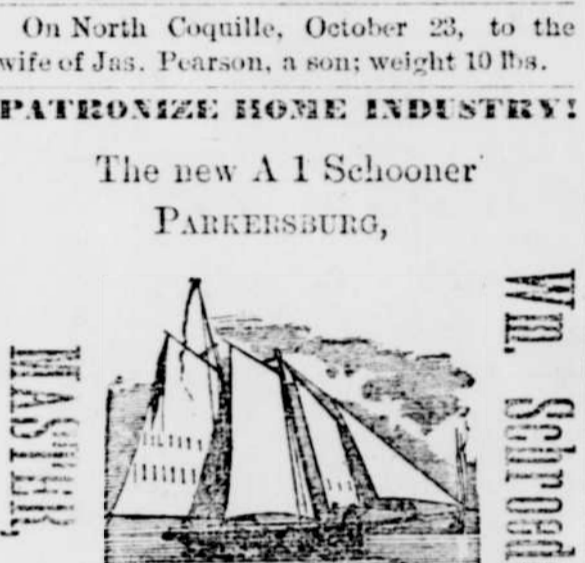 On North Coquille, October 23, to the
wife of Jas. Pearson, a son; weight 10 lbs.
PATRONIZE HOME INDUSTRY!
The new A 1 Schooner
PARKERSBURG,
Wm. Schroed
MASTER,